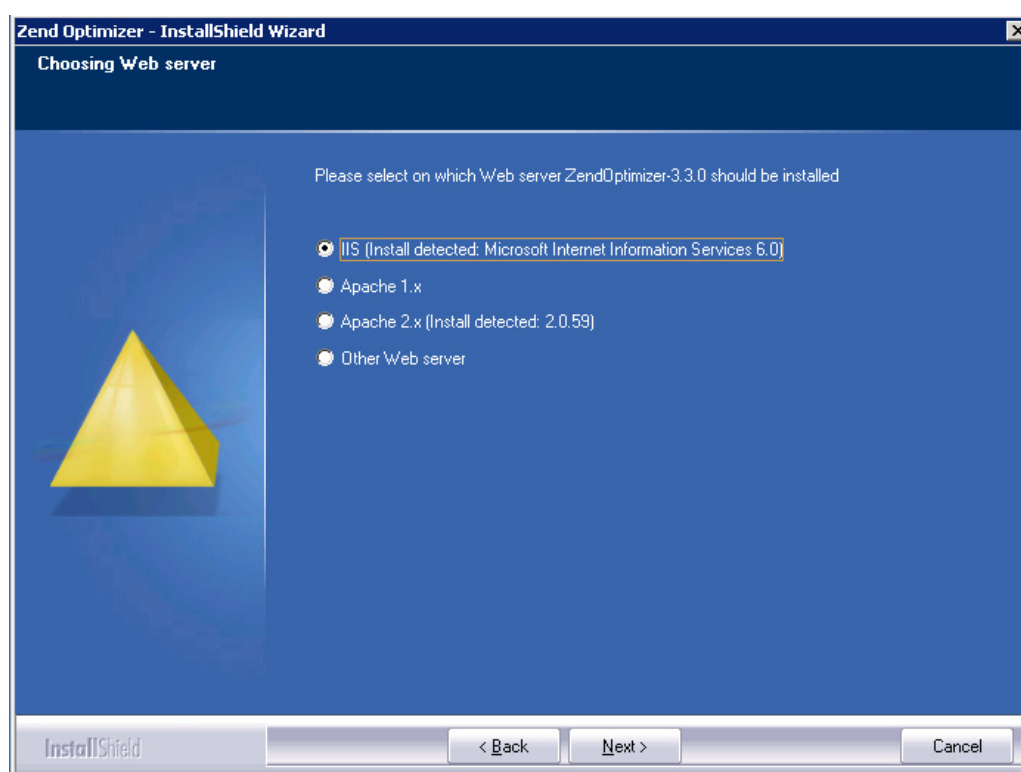 Zend Optimizer - InstallShield Wizard
Choosing Web server
Please select on which Web server ZendOptimizer-3.3.0 should be installed
IIS (Install detected: Microsoft Internet Information Services 6.0)
Apache 1.x
Apache 2.x (Install detected: 2.0.59)
Other Web server
InstallShield
< Back
Next >
Cancel